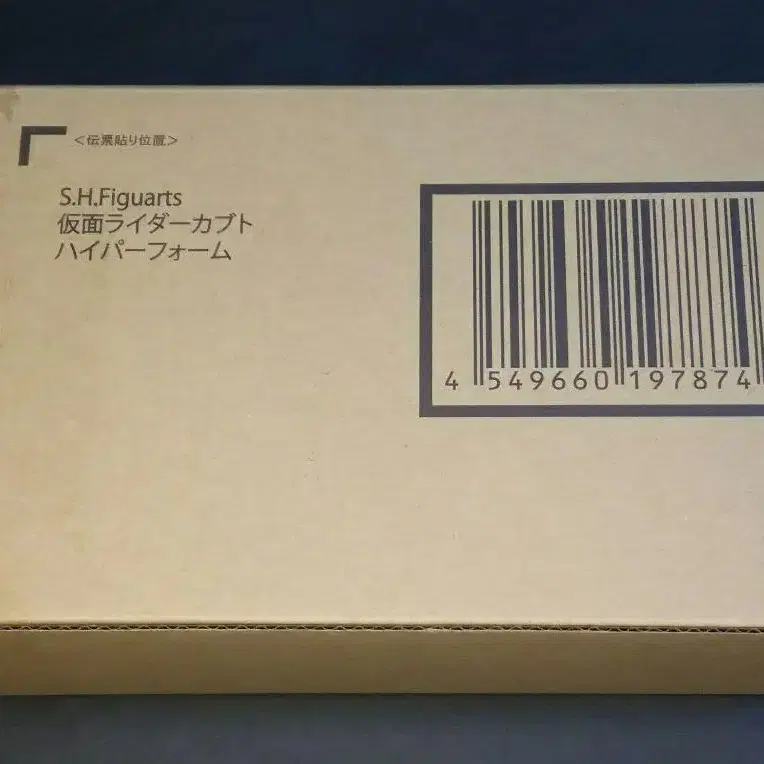 <伝票貼り位置>
S.H.Figuarts
仮面ライダーカブト
ハイパーフォーム
4 549660 197874